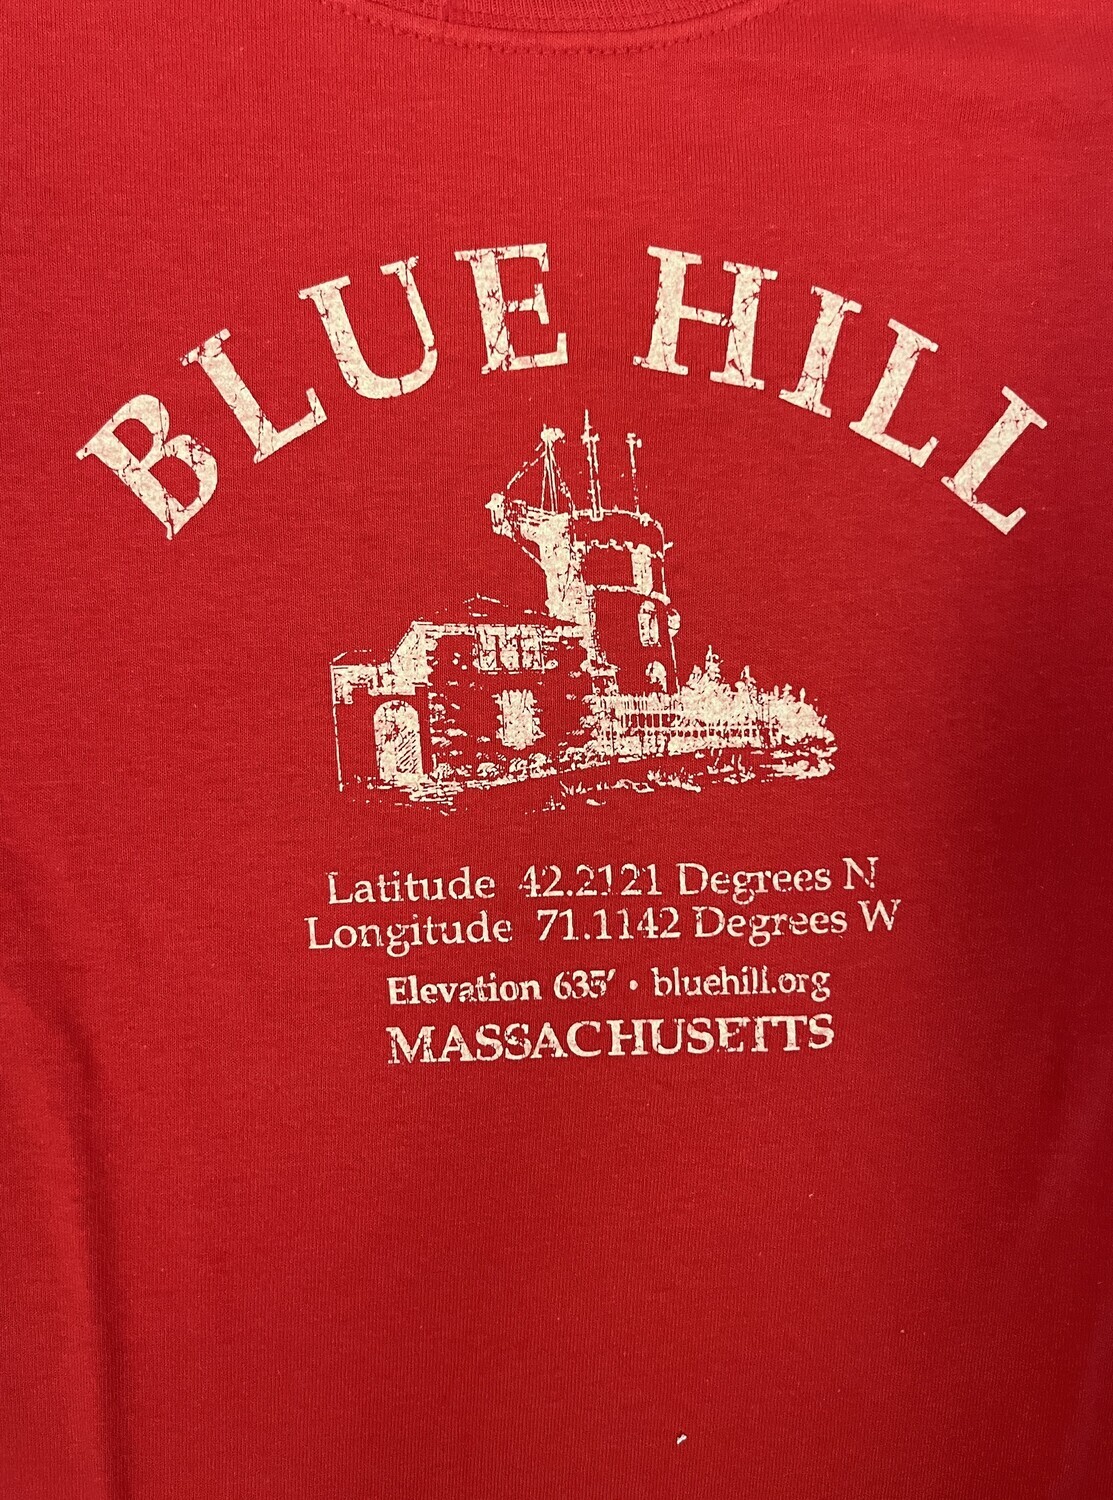 BLUE HILL
Latitude 42.2121 Degrees N
Longitude 71.1142 Degrees W
Elevation 635' • bluehill.org
MASSACHUSETTS